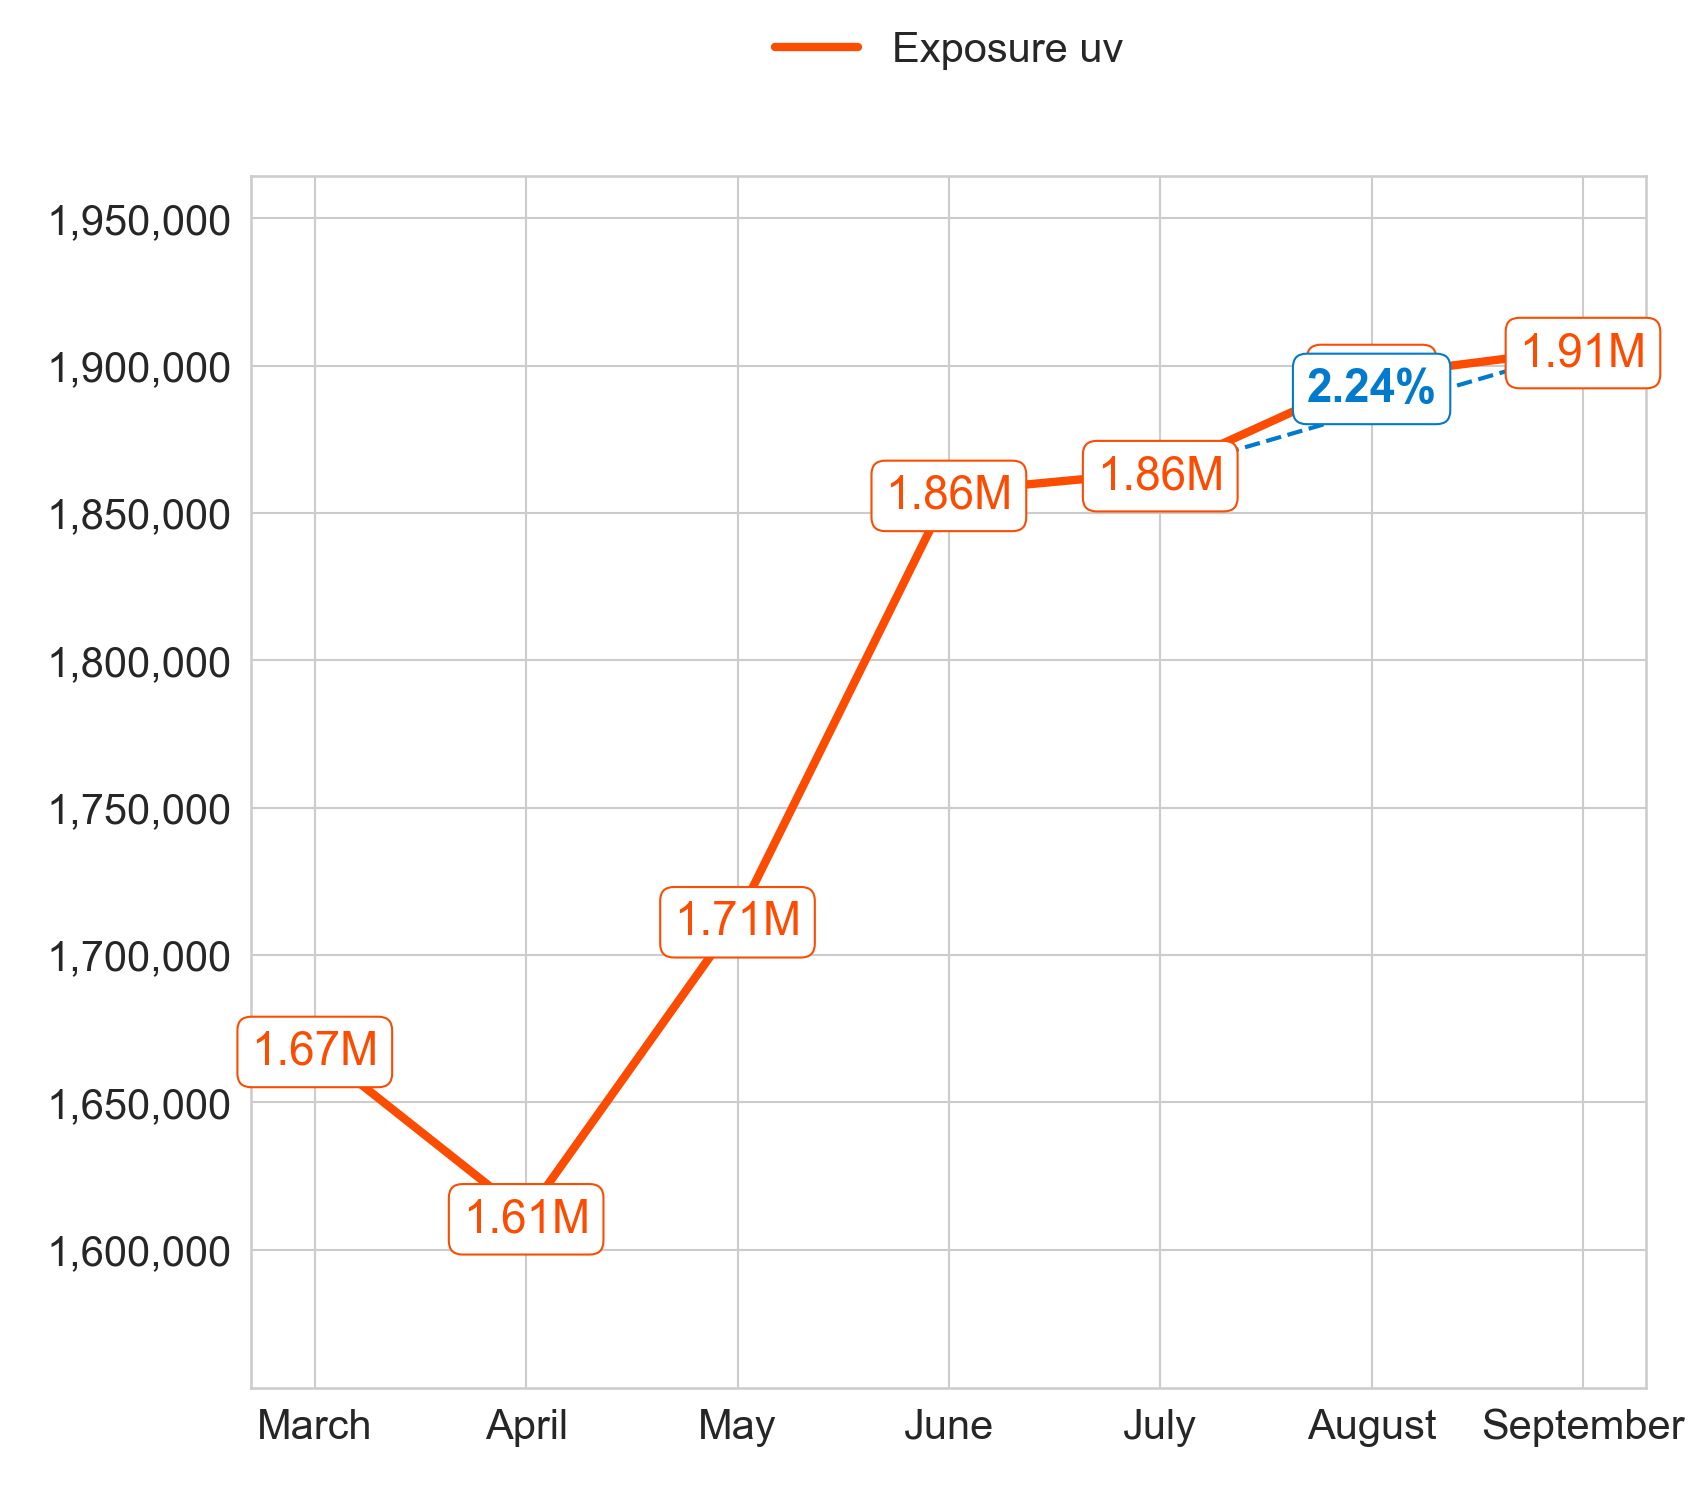 Exposure uv
1,950,000
1,900,000
1,850,000
1,800,000
1,750,000
1,700,000
1,650,000
1,600,000
1.67M
1.61M
1.71M
1.86M
1.86M
2.24%
1.91M
March April May June July August September